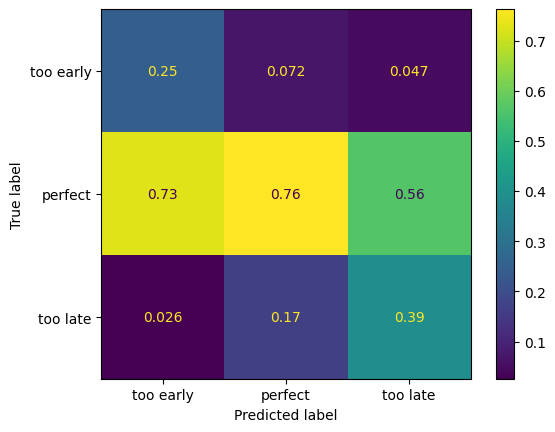 too early 0.25 0.072 0.047
perfect 0.73 0.76 0.56
too late 0.026 0.17 0.39
too early perfect too late
Predicted label
True label
0.7
0.6
0.5
0.4
0.3
0.2
0.1